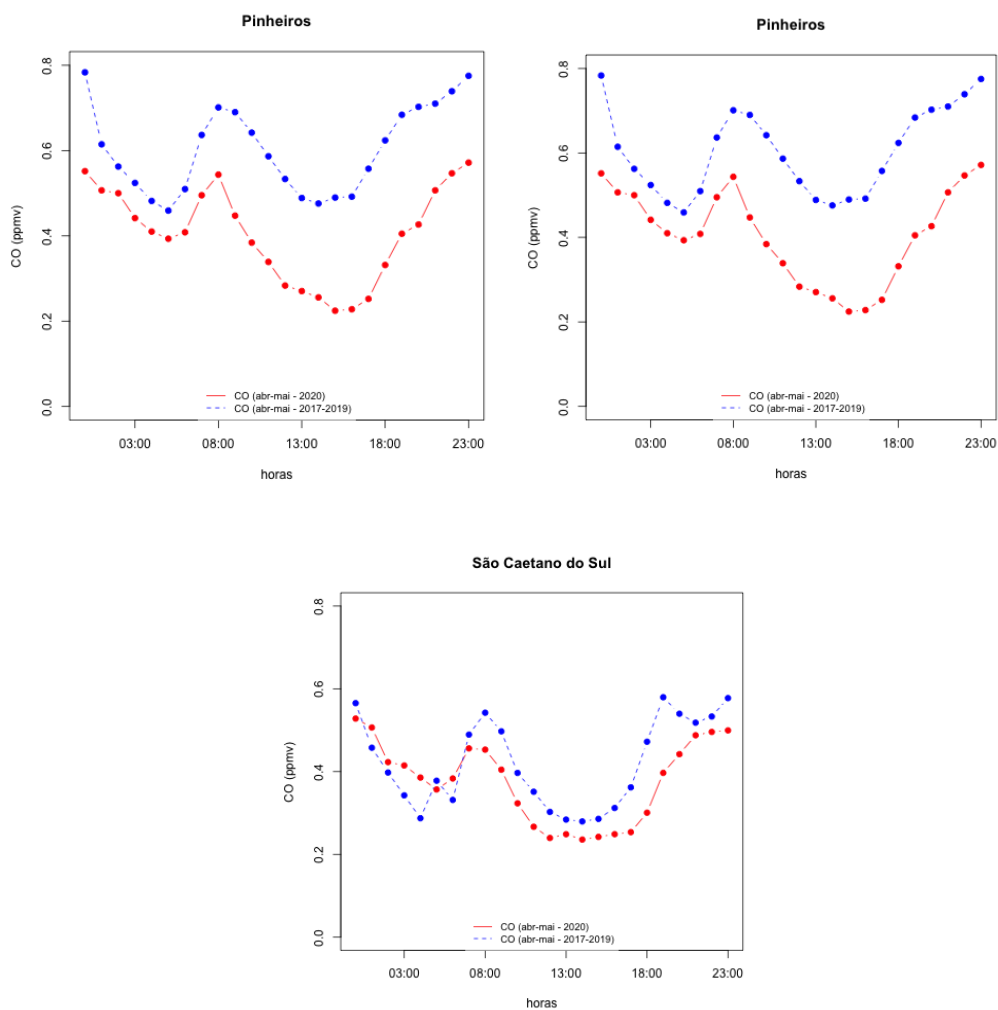 Pinheiros
CO (ppmv)
0.8
0.6
0.4
0.2
0.0
CO (abr-mai - 2020)
CO (abr-mai - 2017-2019)
03:00 08:00 13:00 18:00 23:00
horas
Pinheiros
CO (ppmv)
0.8
0.6
0.4
0.2
0.0
CO (abr-mai - 2020)
CO (abr-mai - 2017-2019)
03:00 08:00 13:00 18:00 23:00
horas
São Caetano do Sul
CO (ppmv)
0.8
0.6
0.4
0.2
0.0
CO (abr-mai - 2020)
CO (abr-mai - 2017-2019)
03:00 08:00 13:00 18:00 23:00
horas